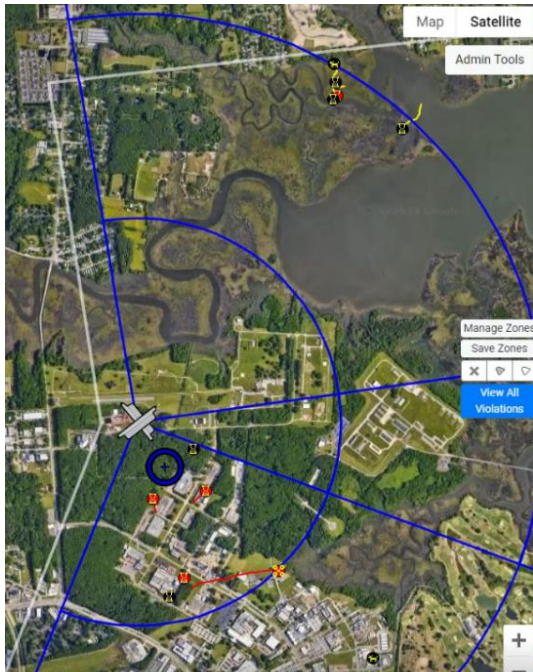 Map Satellite
Admin Tools
Manage Zones
Save Zones
View All
Violations